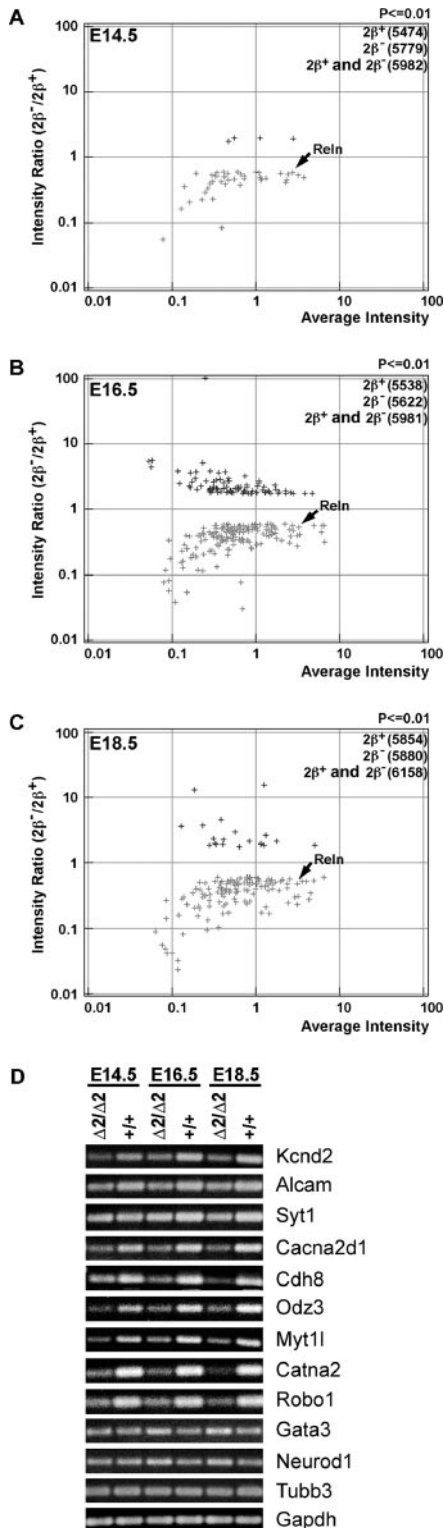 A
P<=0.01
E14.5
2β⁺(5474)
2β⁻(5779)
2β⁺ and 2β⁻(5982)
Reln
Intensity Ratio (2β⁻/2β⁺)
100
10
1
0.1
0.01
0.01 0.1 1 10 100
Average Intensity
B
P<=0.01
E16.5
2β⁺(5538)
2β⁻(5622)
2β⁺ and 2β⁻(5981)
Reln
Intensity Ratio (2β⁻/2β⁺)
100
10
1
0.1
0.01
0.01 0.1 1 10 100
Average Intensity
C
P<=0.01
E18.5
2β⁺(5854)
2β⁻(5880)
2β⁺ and 2β⁻(6158)
Reln
Intensity Ratio (2β⁻/2β⁺)
100
10
1
0.1
0.01
0.01 0.1 1 10 100
Average Intensity
D
E14.5 E16.5 E18.5
Δ2/Δ2 +/+ Δ2/Δ2 +/+ Δ2/Δ2 +/+
Kcnd2
Alcam
Syt1
Cacna2d1
Cdh8
Odz3
Myt1l
Catna2
Robo1
Gata3
Neurod1
Tubb3
Gapdh